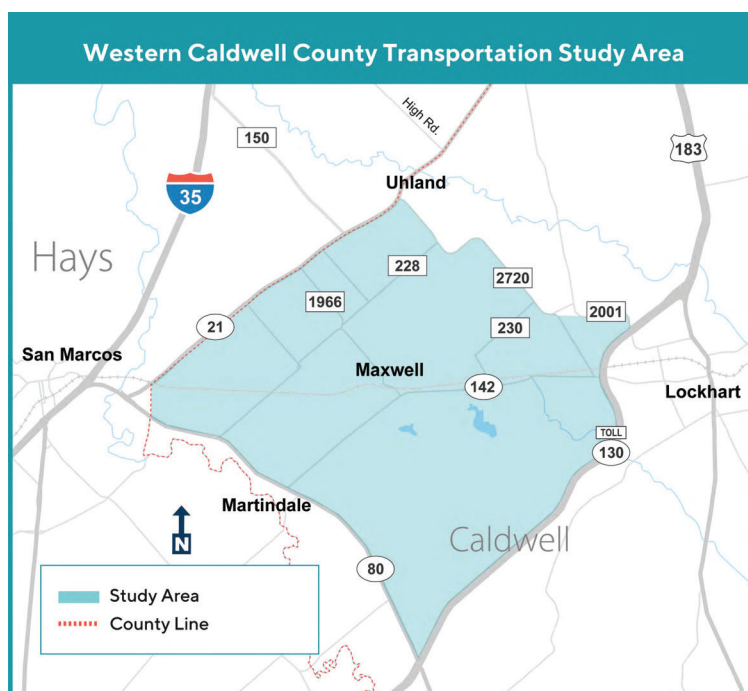 Western Caldwell County Transportation Study Area
High Rd.
150
183
Uhland
35
Hays
228
2720
1966
2001
21
230
San Marcos
Maxwell
142
Lockhart
TOLL
130
Martindale
Caldwell
N
80
Study Area
County Line